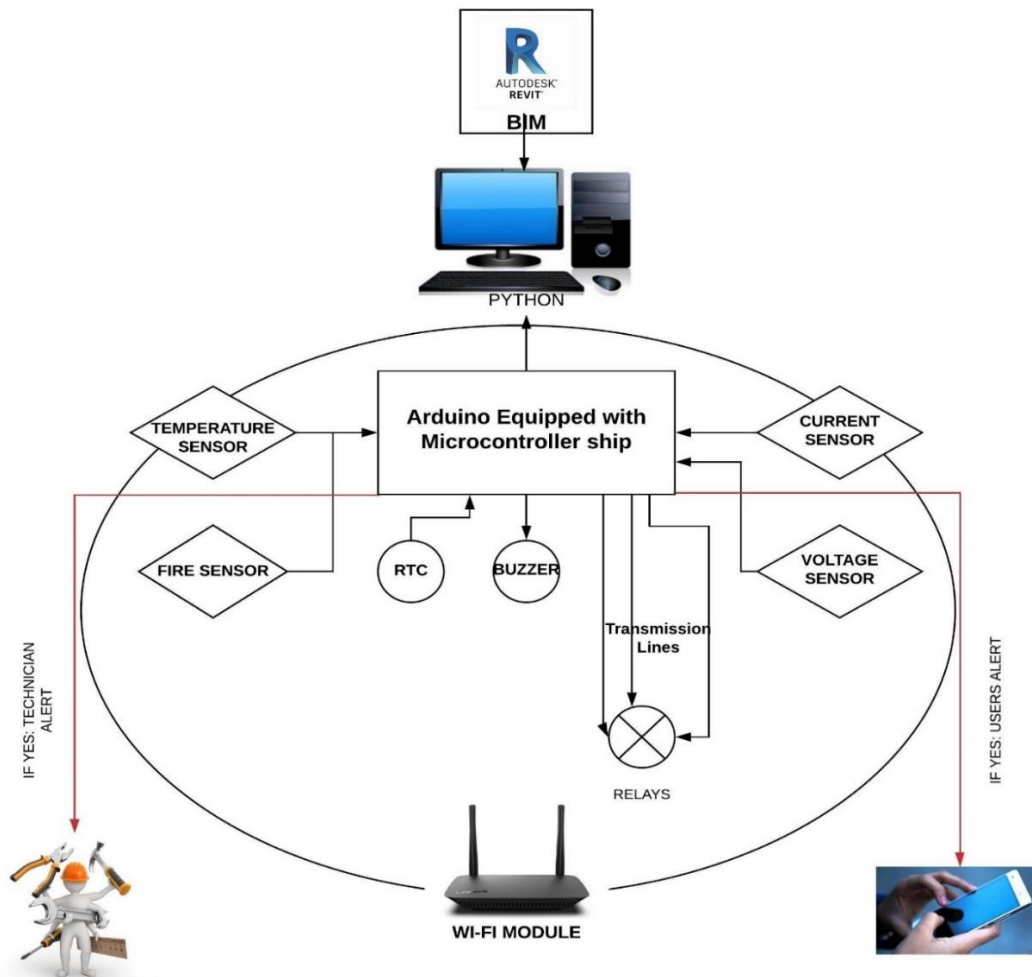 R
AUTODESK®
REVIT®
BIM
PYTHON
Arduino Equipped with
Microcontroller ship
TEMPERATURE
SENSOR
CURRENT
SENSOR
FIRE SENSOR
RTC
BUZZER
VOLTAGE
SENSOR
Transmission
Lines
IF YES: TECHNICIAN
ALERT
IF YES: USERS ALERT
RELAYS
WI-FI MODULE